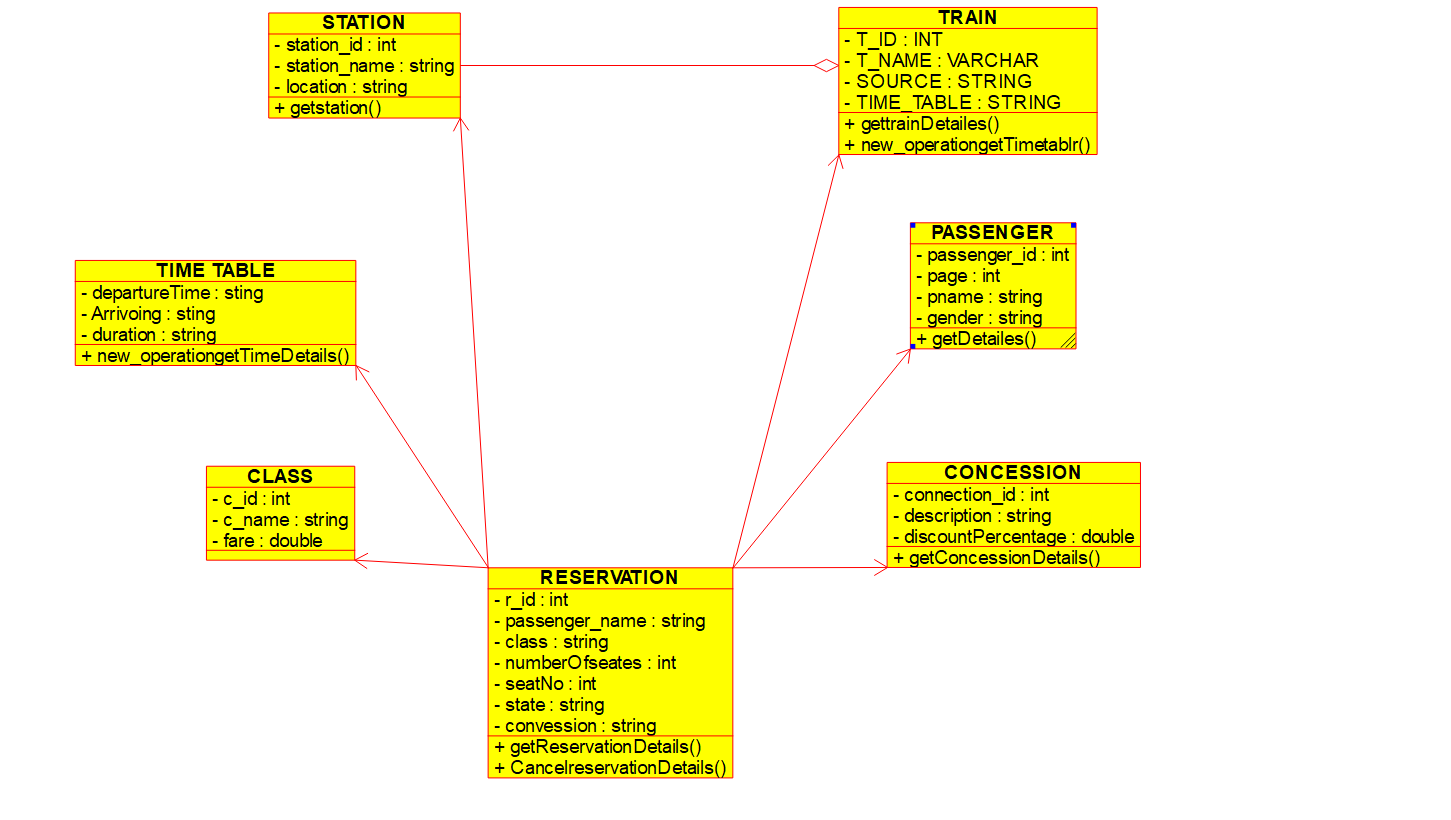 STATION
- station_id : int
- station_name : string
- location : string
+ getstation()
TRAIN
- T_ID : INT
- T_NAME : VARCHAR
- SOURCE : STRING
- TIME_TABLE : STRING
+ gettrainDetailes()
+ new_operationgetTimetablr()
PASSENGER
- passenger_id : int
- page : int
- pname : string
- gender : string
+ getDetailes()
TIME TABLE
- departureTime : sting
- Arrivoing : sting
- duration : string
+ new_operationgetTimeDetails()
CLASS
- c_id : int
- c_name : string
- fare : double
CONCESSION
- connection_id : int
- description : string
- discountPercentage : double
+ getConcessionDetails()
RESERVATION
- r_id : int
- passenger_name : string
- class : string
- numberOfseates : int
- seatNo : int
- state : string
- convession : string
+ getReservationDetails()
+ CancelreservationDetails()